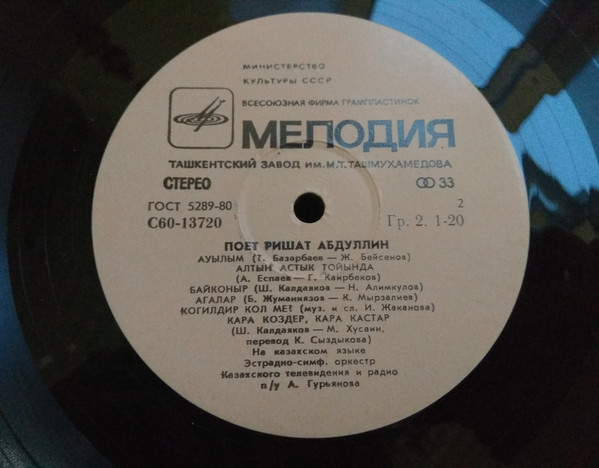 МИНИСТЕРСТВО
КУЛЬТУРЫ СССР
ВСЕСОЮЗНАЯ ФИРМА ГРАМПЛАСТИНОК
МЕЛОДИЯ
ТАШКЕНТСКИЙ ЗАВОД ИМ. М.Т. ТАШМУХАМЕДОВА
СТЕРЕО 33
ГОСТ 5289-80 2
С60-13720 Гр. 2. 1-20
ПОЕТ РИШАТ АБДУЛЛИН
АУЫЛЫМ (Т. Базарбаев — Ж. Бейсенов)
АЛТЫН АСТЫК ТОЙЫНДА
(А. Еспаев — Г. Каирбеков)
БАЙКОНЫР (Ш. Калдаяков — Н. Алимкулов)
АГАЛАР (Б. Жуманиязов — К. Мырзалиев)
КОГИЛДИР КОЛ МЕ? (муз. и сл. И. Жаканова)
КАРА КОЗДЕР, КАРА КАСТАР
(Ш. Калдаяков — М. Хусаин,
перевод К. Сыздыкова)
На казахском языке
Эстрадно-симф. оркестр
Казахского телевидения и радио
п/у А. Гурьянова